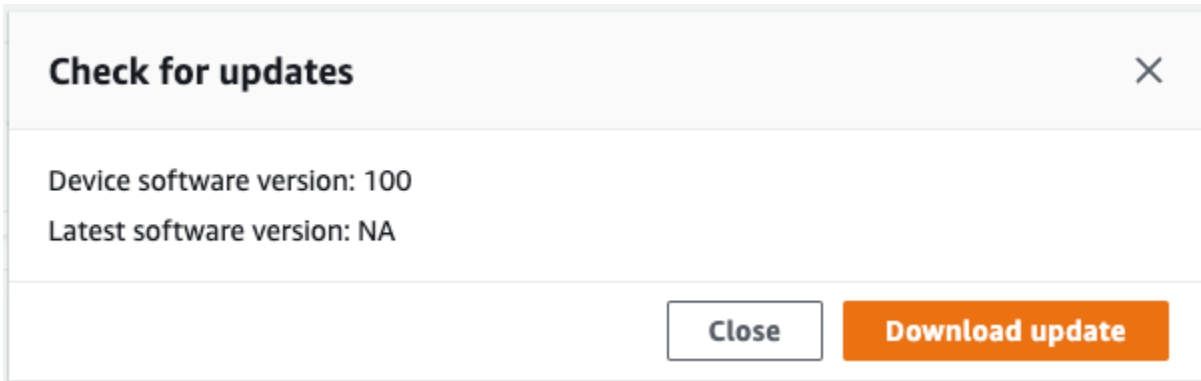 Check for updates
Device software version: 100
Latest software version: NA
Close
Download update